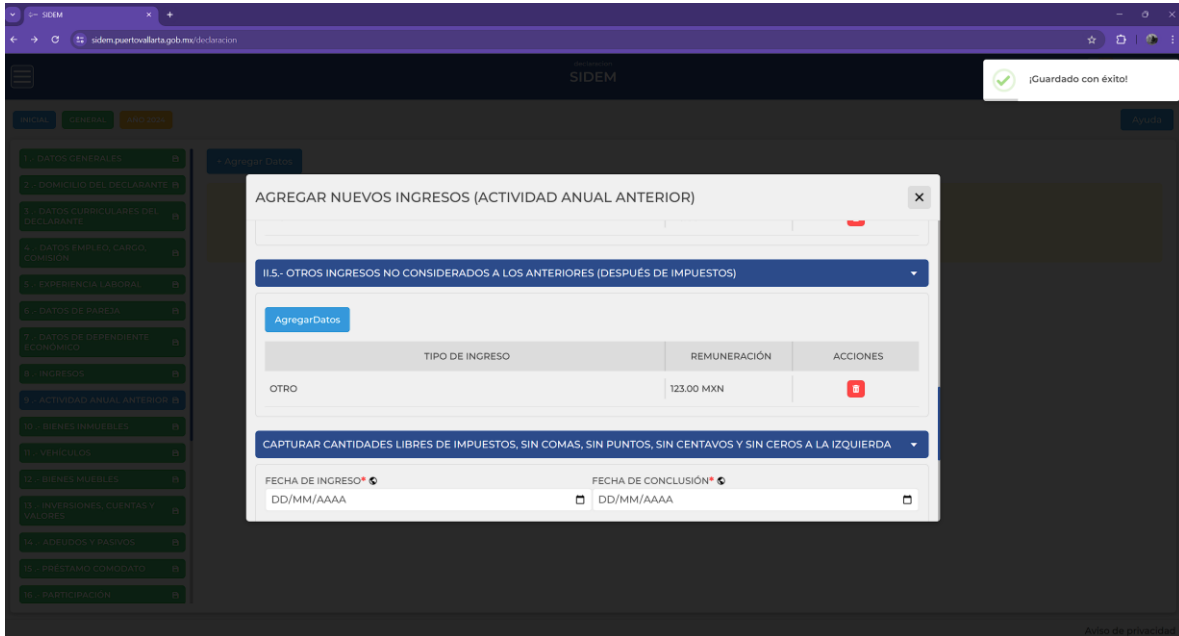 SIDEM
sidem.puertovallarta.gob.mx/declaracion
SIDEM
¡Guardado con éxito!
INICIAL GENERAL
Ayuda
1 .- DATOS GENERALES
+ Agregar Datos
2 .- DOMICILIO DEL DECLARANTE
3 .- DATOS CURRICULARES DEL
DECLARANTE
4 .- DATOS EMPLEO, CARGO,
COMISIÓN
5 .- EXPERIENCIA LABORAL
6 .- DATOS DE PAREJA
7 .- DATOS DE DEPENDIENTE
ECONOMICO
8 .- INGRESOS
9 .- ACTIVIDAD ANUAL ANTERIOR
10 .- BIENES INMUEBLES
11 .- VEHÍCULOS
12 .- BIENES MUEBLES
13 .- INVERSIONES, CUENTAS Y
VALORES
14 .- ADEUDOS Y PASIVOS
15 .- PRÉSTAMO COMODATO
16 .- PARTICIPACION
AGREGAR NUEVOS INGRESOS (ACTIVIDAD ANUAL ANTERIOR)
II.5.- OTROS INGRESOS NO CONSIDERADOS A LOS ANTERIORES (DESPUÉS DE IMPUESTOS)
AgregarDatos
TIPO DE INGRESO REMUNERACIÓN ACCIONES
OTRO 123.00 MXN
CAPTURAR CANTIDADES LIBRES DE IMPUESTOS, SIN COMAS, SIN PUNTOS, SIN CENTAVOS Y SIN CEROS A LA IZQUIERDA
FECHA DE INGRESO* FECHA DE CONCLUSIÓN*
DD/MM/AAAA DD/MM/AAAA
Aviso de privacidad